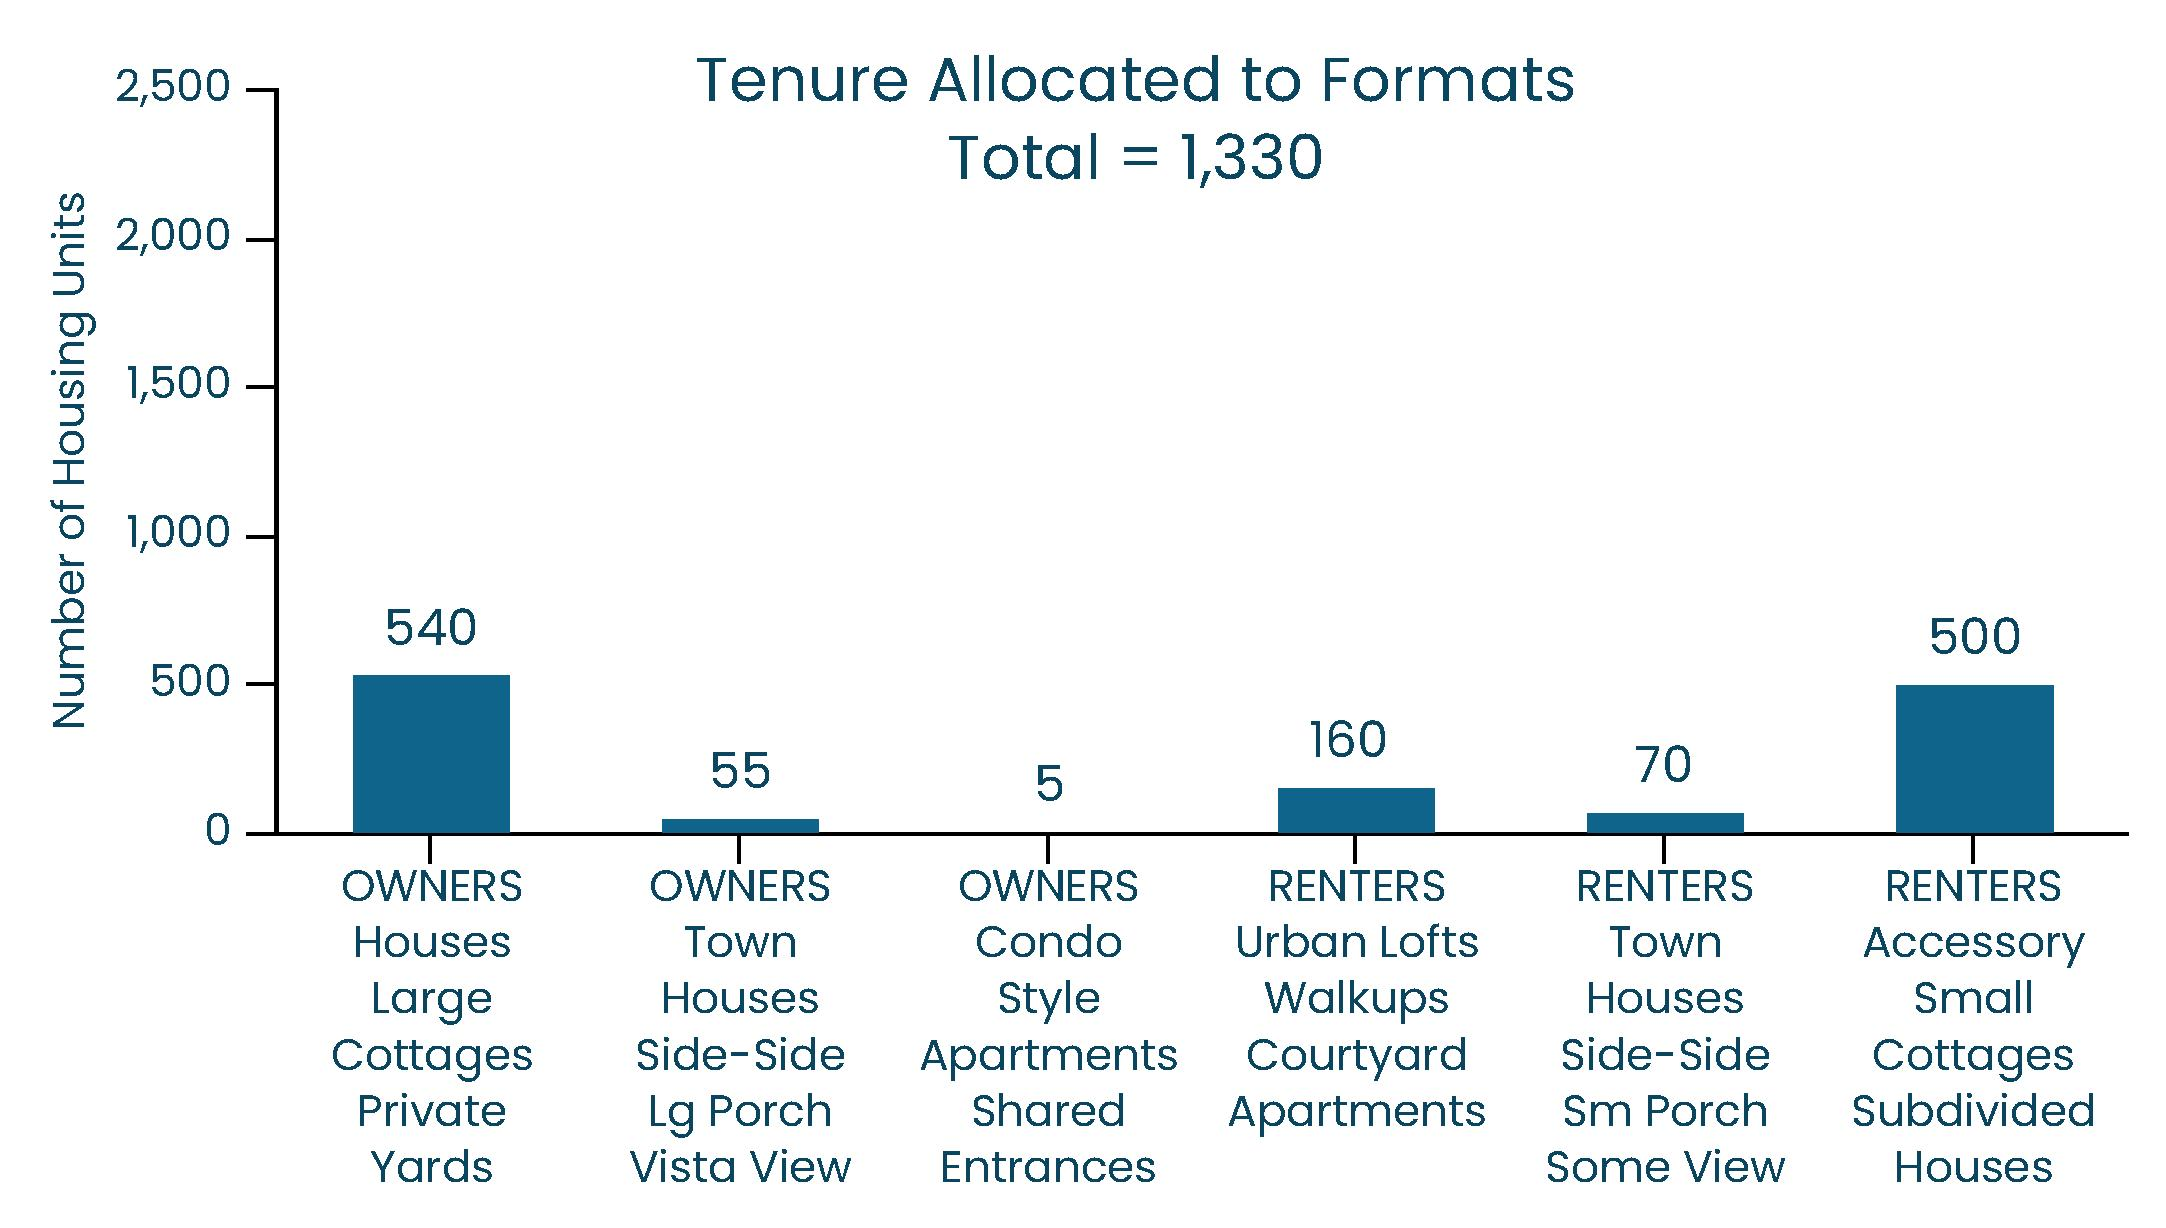 Tenure Allocated to Formats
Total = 1,330
Number of Housing Units
2,500
2,000
1,500
1,000
500
0
540
55
5
160
70
500
OWNERS
Houses
Large
Cottages
Private
Yards
OWNERS
Town
Houses
Side-Side
Lg Porch
Vista View
OWNERS
Condo
Style
Apartments
Shared
Entrances
RENTERS
Urban Lofts
Walkups
Courtyard
Apartments
RENTERS
Town
Houses
Side-Side
Sm Porch
Some View
RENTERS
Accessory
Small
Cottages
Subdivided
Houses